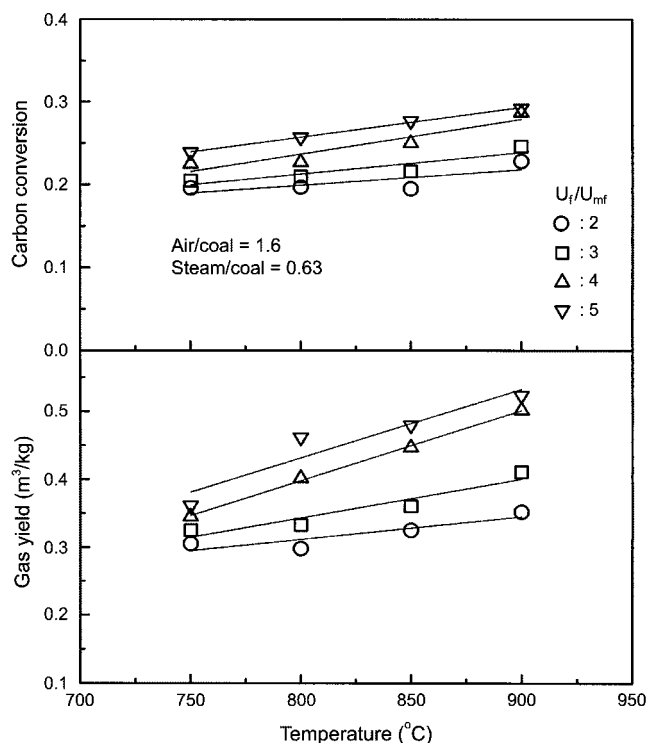 0.4
0.3
0.2
0.1
0.0
Carbon conversion
Air/coal = 1.6
Steam/coal = 0.63
Uf/Umf
: 2
: 3
: 4
: 5
0.5
0.4
0.3
0.2
0.1
Gas yield (m³/kg)
700 750 800 850 900 950
Temperature (°C)